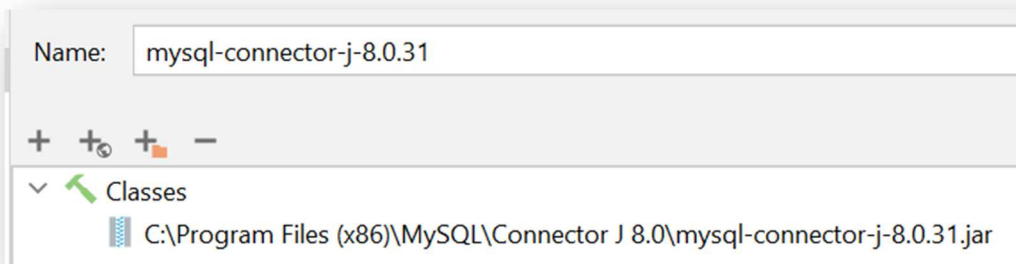 Name: mysql-connector-j-8.0.31
Classes
C:\Program Files (x86)\MySQL\Connector J 8.0\mysql-connector-j-8.0.31.jar